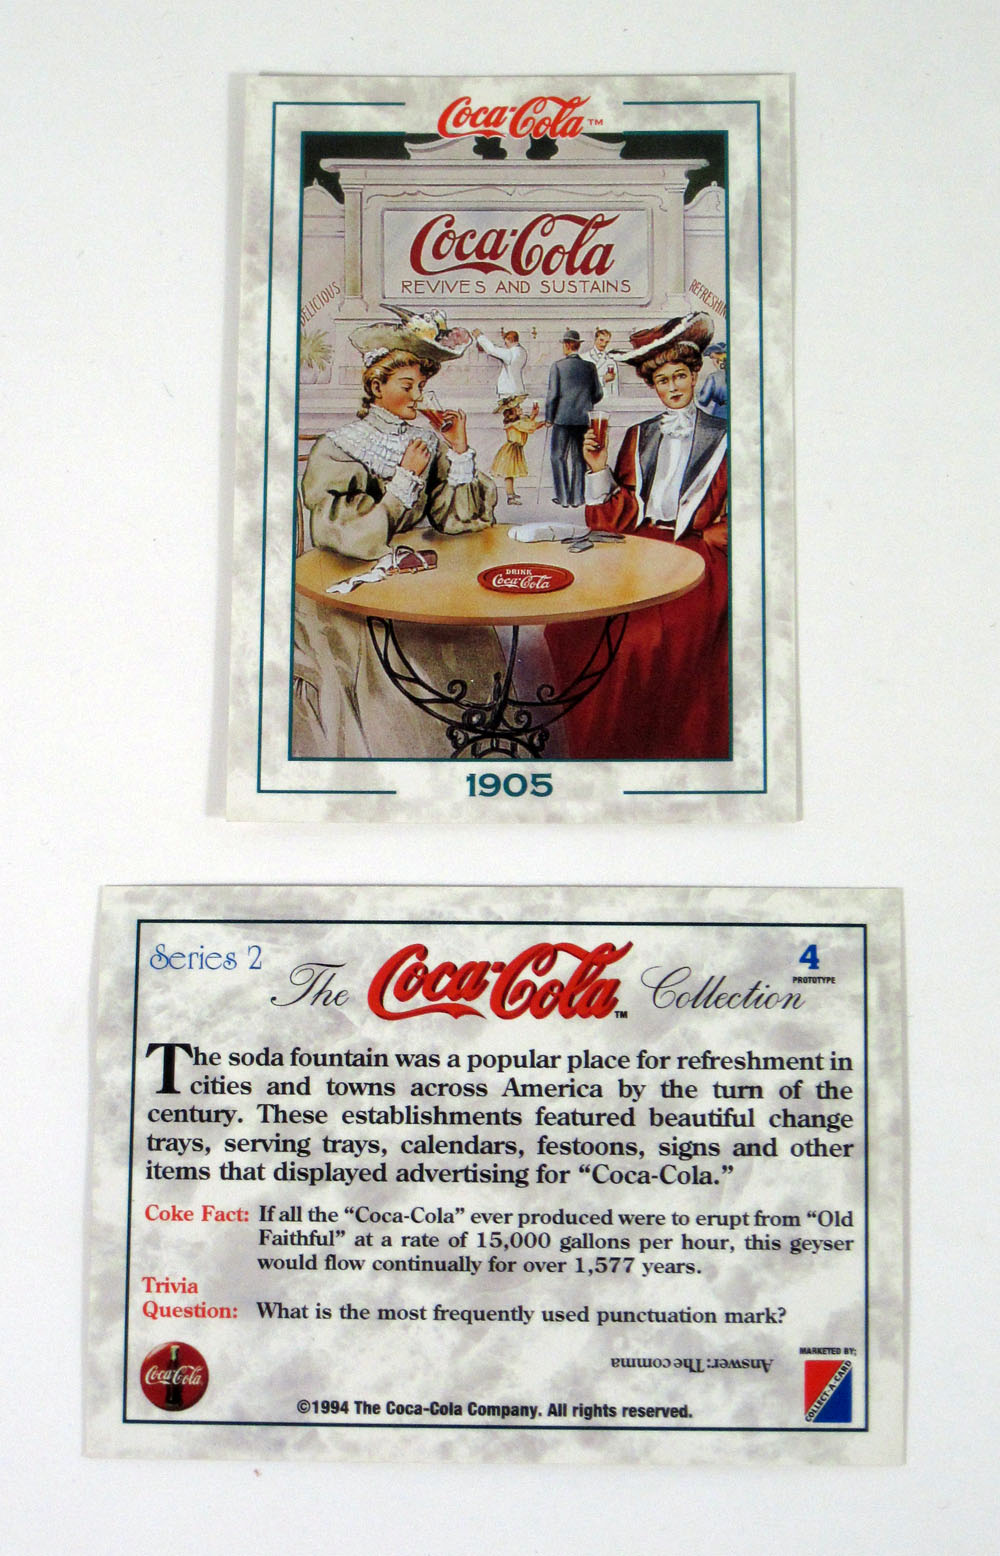 Coca-Cola™
Coca-Cola
REVIVES AND SUSTAINS
DELICIOUS
REFRESHIN
DRINK
Coca-Cola
1905
Series 2
The Coca-Cola™ Collection
4
PROTOTYPE
The soda fountain was a popular place for refreshment in
cities and towns across America by the turn of the
century. These establishments featured beautiful change
trays, serving trays, calendars, festoons, signs and other
items that displayed advertising for “Coca-Cola.”
Coke Fact: If all the “Coca-Cola” ever produced were to erupt from “Old
Faithful” at a rate of 15,000 gallons per hour, this geyser
would flow continually for over 1,577 years.
Trivia
Question: What is the most frequently used punctuation mark?
Answer: The comma
Coca-Cola
©1994 The Coca-Cola Company. All rights reserved.
MARKETED BY:
COLLECT-A-CARD